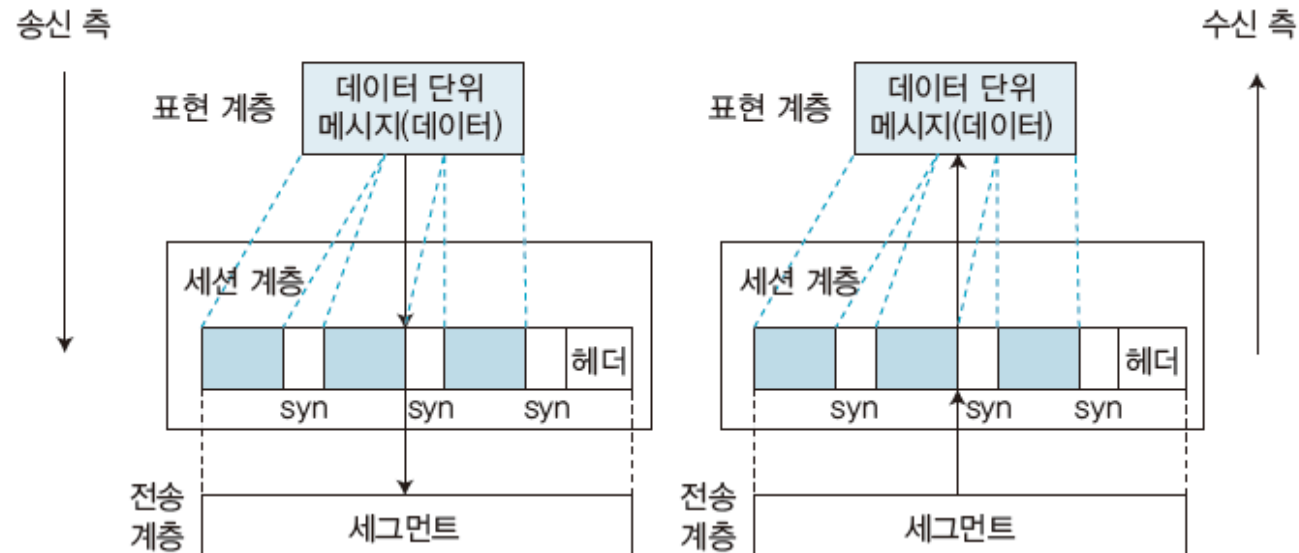 송신 측
수신 측
표현 계층
데이터 단위
메시지(데이터)
표현 계층
데이터 단위
메시지(데이터)
세션 계층
헤더
syn
syn
syn
세션 계층
헤더
syn
syn
syn
전송
계층
세그먼트
전송
계층
세그먼트